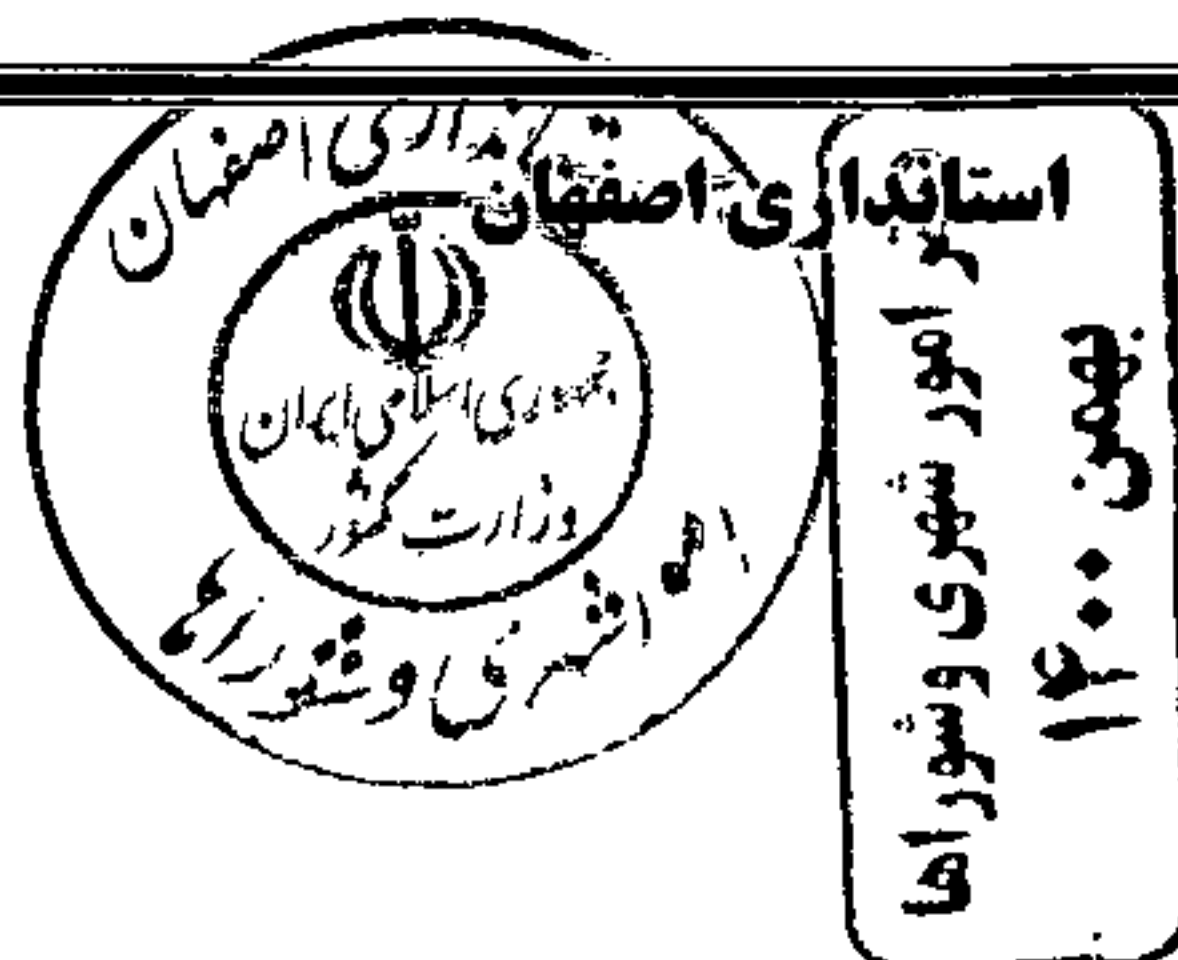 استانداری اصفهان
استانداری اصفهان
جمهوری اسلامی ایران
وزارت کشور
امور شهری و شوراها
امور شهری و شوراها
بهمن ۱۴۰۰